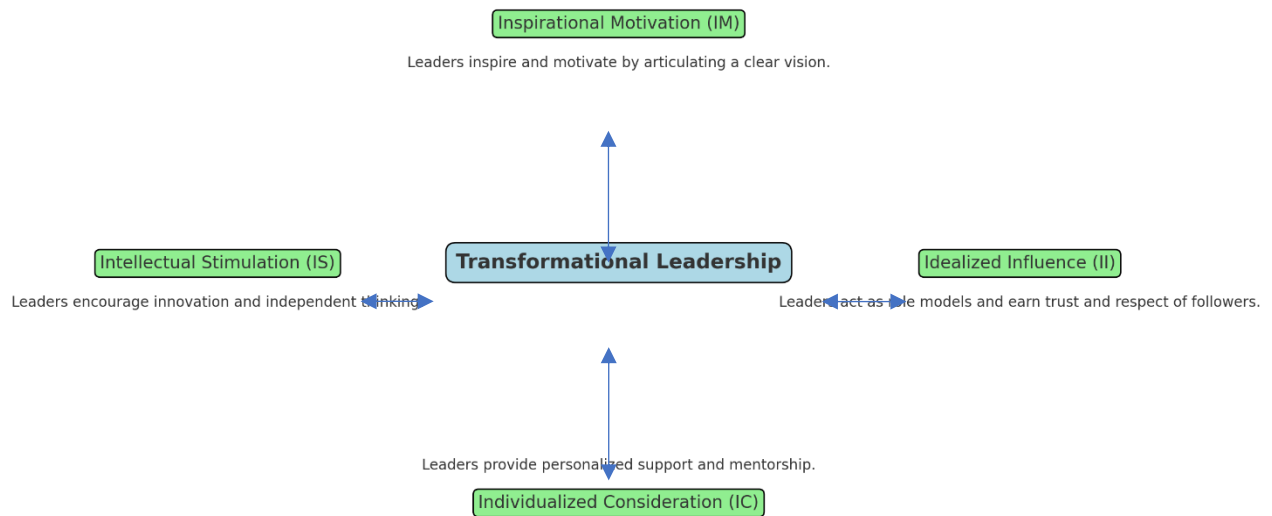 Inspirational Motivation (IM)
Leaders inspire and motivate by articulating a clear vision.
Transformational Leadership
Intellectual Stimulation (IS)
Leaders encourage innovation and independent thinking.
Idealized Influence (II)
Leaders act as role models and earn trust and respect of followers.
Leaders provide personalized support and mentorship.
Individualized Consideration (IC)